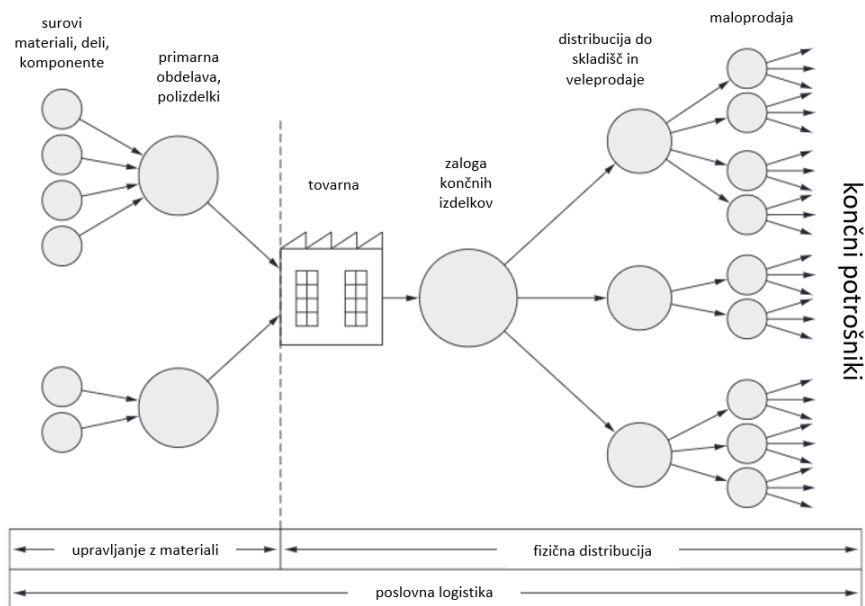 surovi
materiali, deli,
komponente
primarna
obdelava,
polizdelki
tovarna
zaloga
končnih
izdelkov
distribucija do
skladišč in
veleprodaje
maloprodaja
končni potrošniki
upravljanje z materiali
fizična distribucija
poslovna logistika